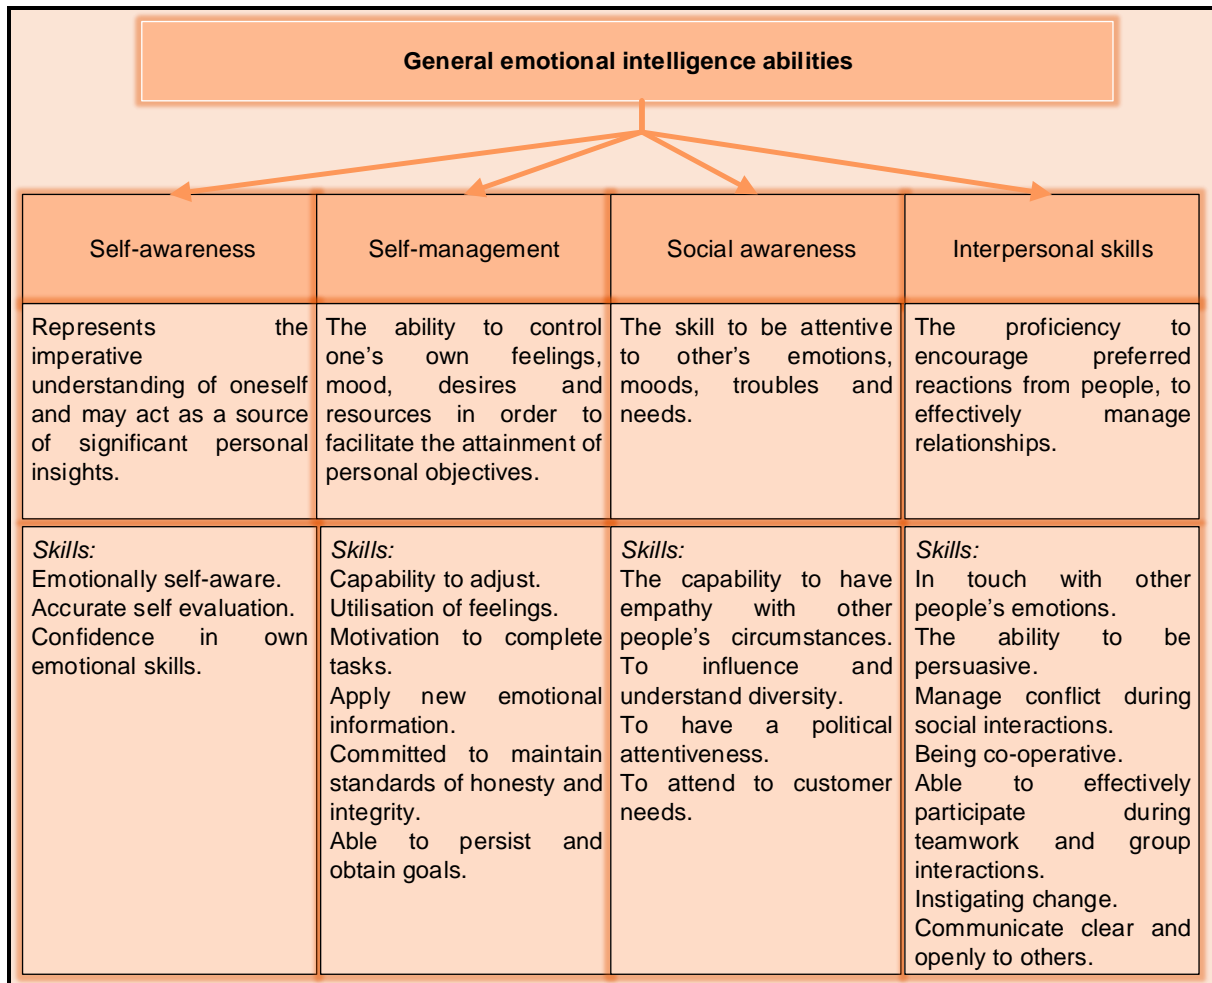 General emotional intelligence abilities
Self-awareness
Self-management
Social awareness
Interpersonal skills
Represents the
imperative
understanding of oneself
and may act as a source
of significant personal
insights.
The ability to control
one’s own feelings,
mood, desires and
resources in order to
facilitate the attainment of
personal objectives.
The skill to be attentive
to other’s emotions,
moods, troubles and
needs.
The proficiency to
encourage preferred
reactions from people, to
effectively manage
relationships.
Skills:
Emotionally self-aware.
Accurate self evaluation.
Confidence in own
emotional skills.
Skills:
Capability to adjust.
Utilisation of feelings.
Motivation to complete
tasks.
Apply new emotional
information.
Committed to maintain
standards of honesty and
integrity.
Able to persist and
obtain goals.
Skills:
The capability to have
empathy with other
people’s circumstances.
To influence and
understand diversity.
To have a political
attentiveness.
To attend to customer
needs.
Skills:
In touch with other
people’s emotions.
The ability to be
persuasive.
Manage conflict during
social interactions.
Being co-operative.
Able to effectively
participate during
teamwork and group
interactions.
Instigating change.
Communicate clear and
openly to others.